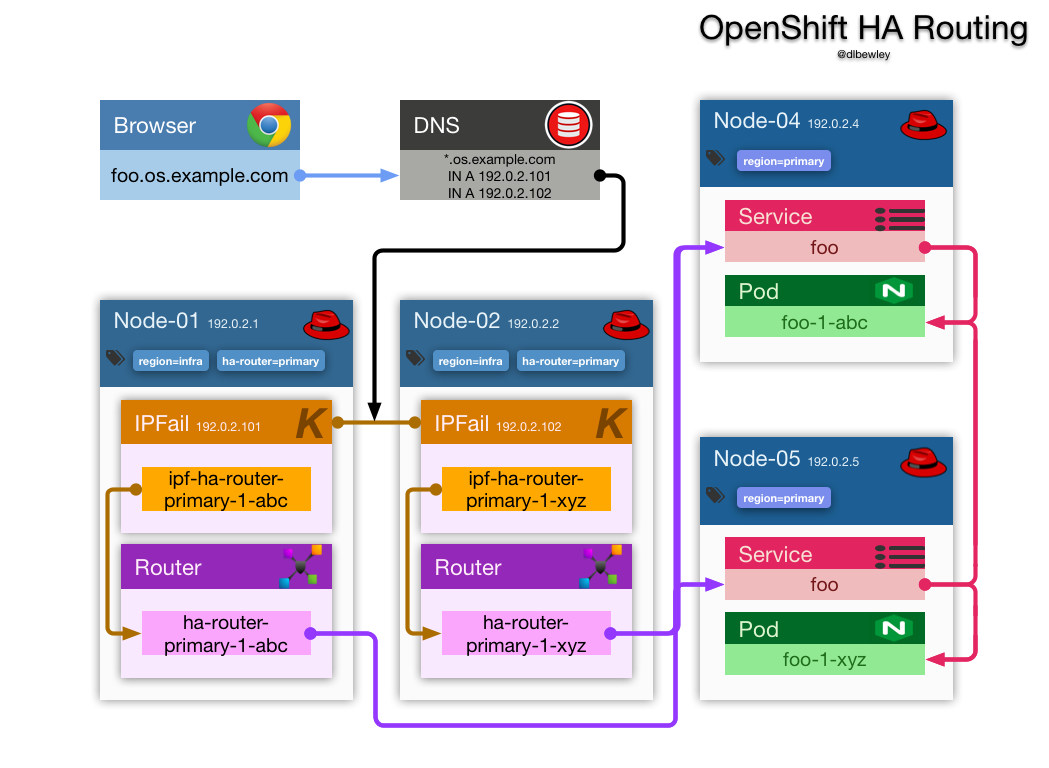 OpenShift HA Routing
@dlbewley
Browser
foo.os.example.com
DNS
*.os.example.com
IN A 192.0.2.101
IN A 192.0.2.102
Node-04 192.0.2.4
region=primary
Service
foo
Pod
foo-1-abc
Node-01 192.0.2.1
region=infra ha-router=primary
IPFail 192.0.2.101 K
ipf-ha-router-
primary-1-abc
Router
ha-router-
primary-1-abc
Node-02 192.0.2.2
region=infra ha-router=primary
IPFail 192.0.2.102 K
ipf-ha-router-
primary-1-xyz
Router
ha-router-
primary-1-xyz
Node-05 192.0.2.5
region=primary
Service
foo
Pod
foo-1-xyz